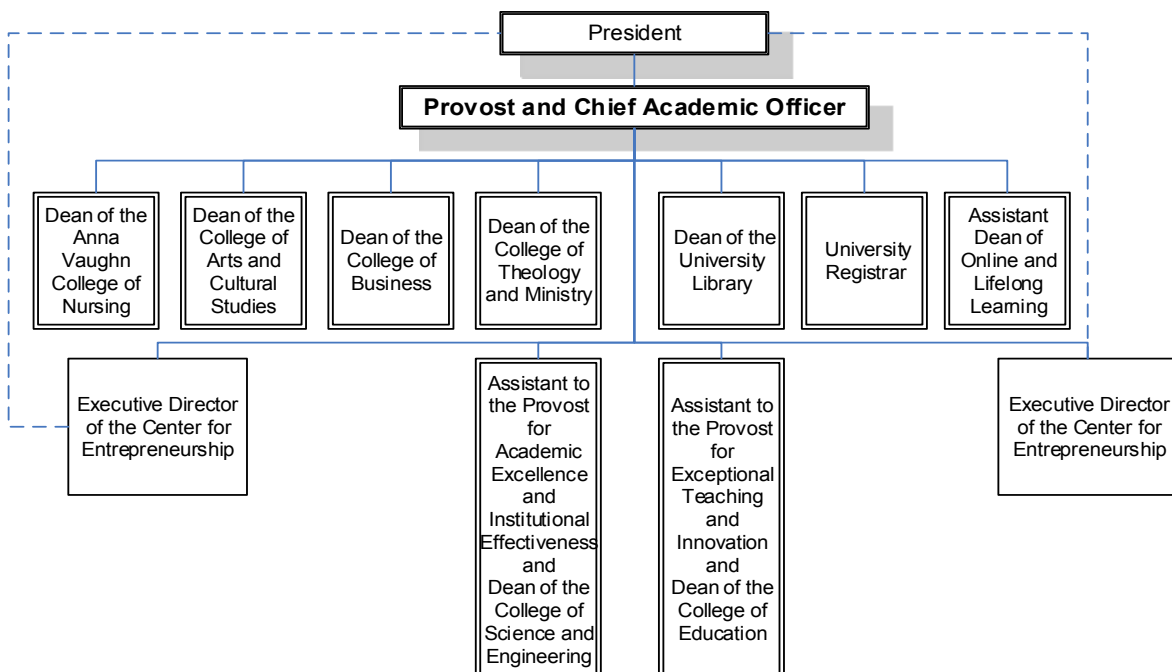 President
Provost and Chief Academic Officer
Dean of the
Anna
Vaughn
College of
Nursing
Dean of the
College of
Arts and
Cultural
Studies
Dean of the
College of
Business
Dean of the
College of
Theology
and Ministry
Dean of the
University
Library
University
Registrar
Assistant
Dean of
Online and
Lifelong
Learning
Executive Director
of the Center for
Entrepreneurship
Assistant to
the Provost
for
Academic
Excellence
and
Institutional
Effectiveness
and
Dean of the
College of
Science and
Engineering
Assistant to
the Provost
for
Exceptional
Teaching
and
Innovation
and
Dean of the
College of
Education
Executive Director
of the Center for
Entrepreneurship